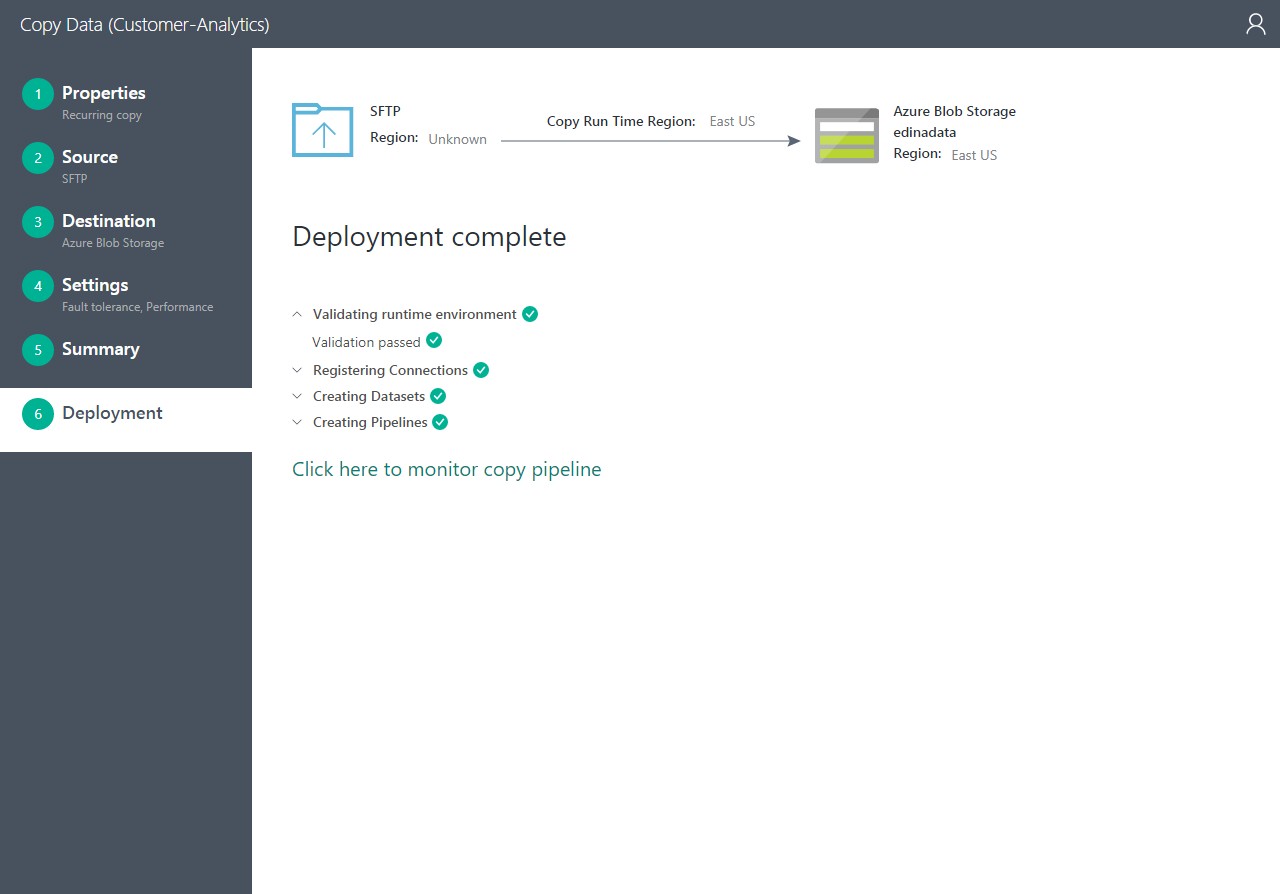 Copy Data (Customer-Analytics)
1 Properties
Recurring copy
2 Source
SFTP
3 Destination
Azure Blob Storage
4 Settings
Fault tolerance, Performance
5 Summary
6 Deployment
SFTP
Region: Unknown
Copy Run Time Region: East US
Azure Blob Storage
edinadata
Region: East US
Deployment complete
Validating runtime environment
Validation passed
Registering Connections
Creating Datasets
Creating Pipelines
Click here to monitor copy pipeline